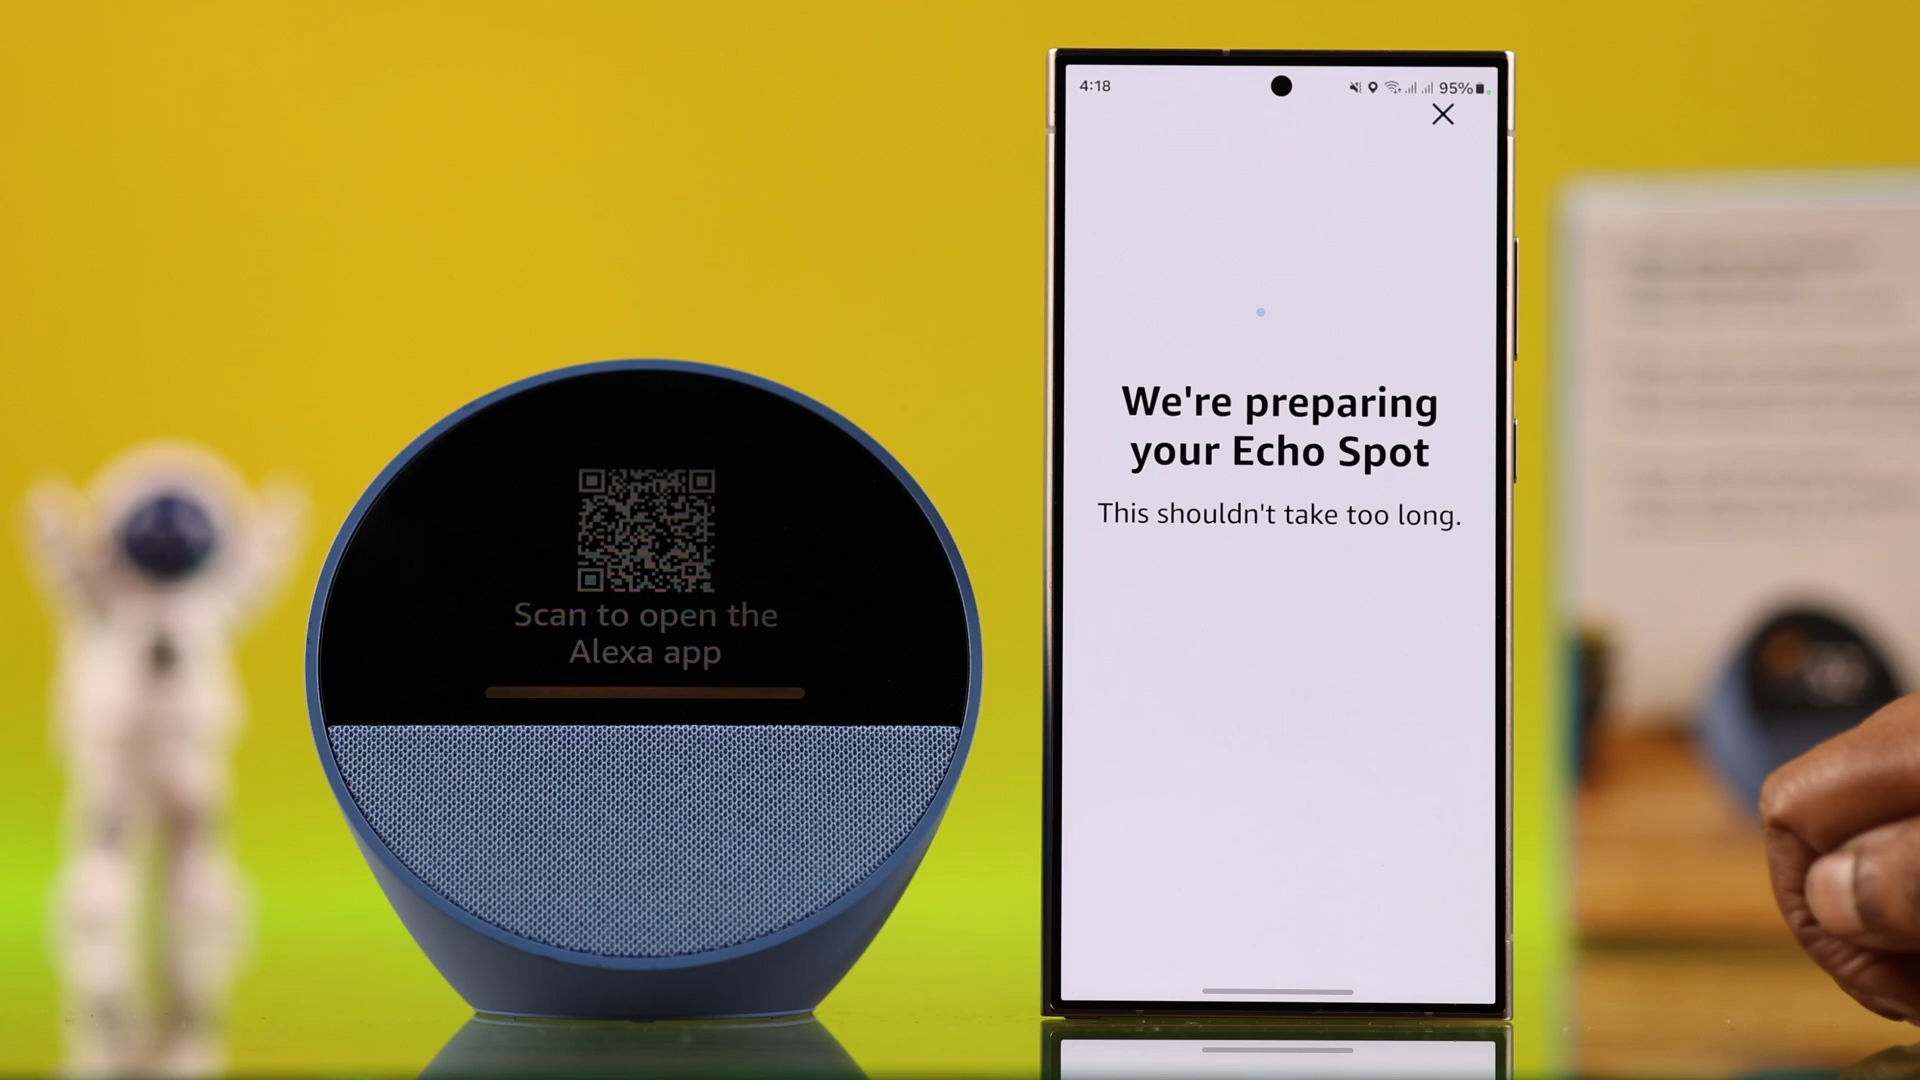 Scan to open the
Alexa app
4:18
95%
We're preparing
your Echo Spot
This shouldn't take too long.